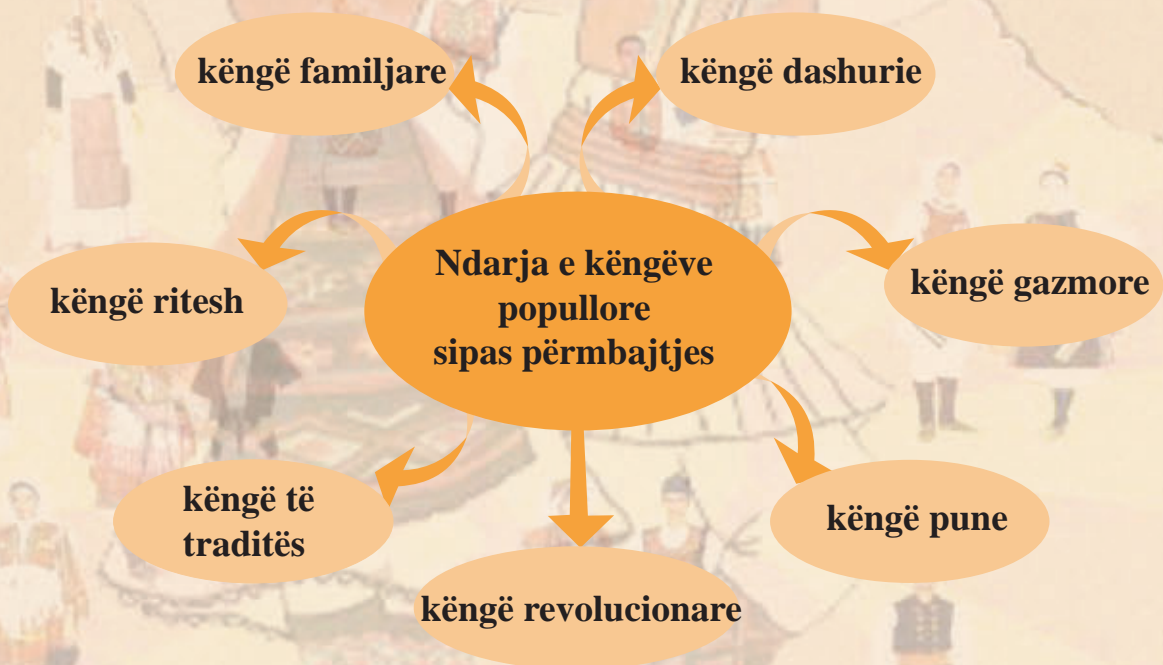 këngë familjare
këngë dashurie
Ndarja e këngëve
popullore
sipas përmbajtjes
këngë ritesh
këngë gazmore
këngë të
traditës
këngë pune
këngë revolucionare